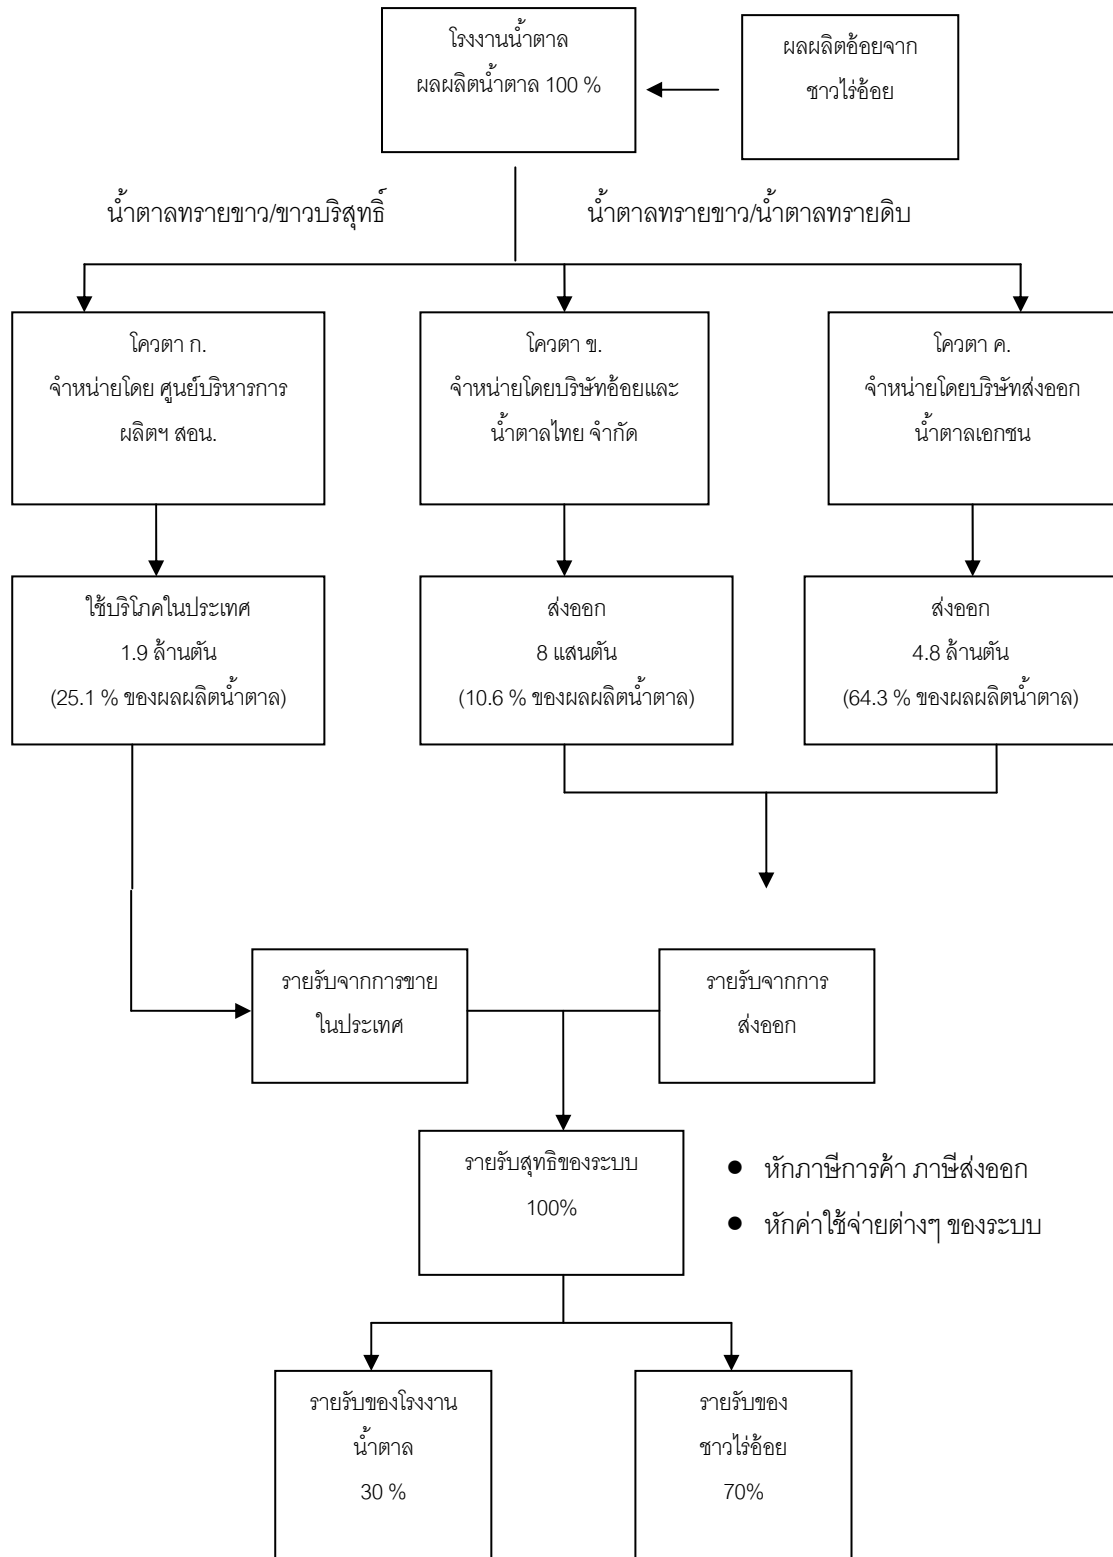 โรงงานน้ำตาล
ผลผลิตน้ำตาล 100 %
ผลผลิตอ้อยจาก
ชาวไร่อ้อย
น้ำตาลทรายขาว/ขาวบริสุทธิ์
น้ำตาลทรายขาว/น้ำตาลทรายดิบ
โควตา ก.
จำหน่ายโดย ศูนย์บริหารการ
ผลิตฯ สอน.
โควตา ข.
จำหน่ายโดยบริษัทอ้อยและ
น้ำตาลไทย จำกัด
โควตา ค.
จำหน่ายโดยบริษัทส่งออก
น้ำตาลเอกชน
ใช้บริโภคในประเทศ
1.9 ล้านตัน
(25.1 % ของผลผลิตน้ำตาล)
ส่งออก
8 แสนตัน
(10.6 % ของผลผลิตน้ำตาล)
ส่งออก
4.8 ล้านตัน
(64.3 % ของผลผลิตน้ำตาล)
รายรับจากการขาย
ในประเทศ
รายรับจากการ
ส่งออก
รายรับสุทธิของระบบ
100%
● หักภาษีการค้า ภาษีส่งออก
● หักค่าใช้จ่ายต่างๆ ของระบบ
รายรับของโรงงาน
น้ำตาล
30 %
รายรับของ
ชาวไร่อ้อย
70%